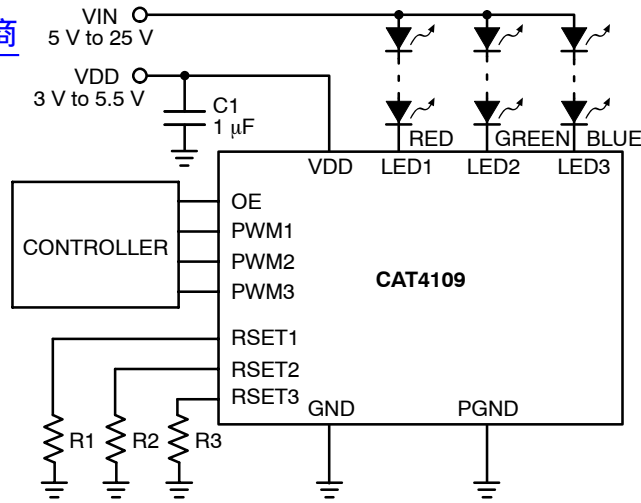 商
VIN
5 V to 25 V
VDD
3 V to 5.5 V
C1
1 μF
RED
GREEN
BLUE
VDD
LED1
LED2
LED3
CONTROLLER
OE
PWM1
PWM2
PWM3
CAT4109
RSET1
RSET2
RSET3
GND
PGND
R1
R2
R3